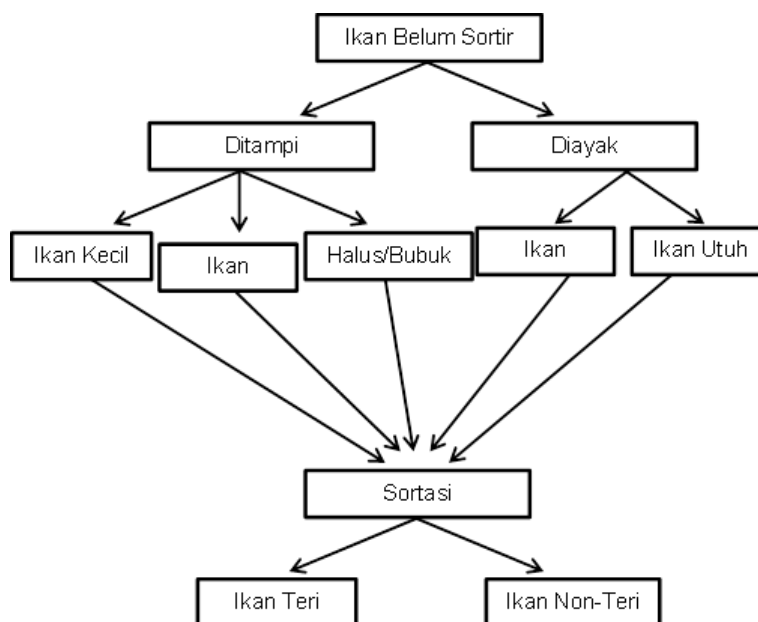 Ikan Belum Sortir
Ditampi
Diayak
Ikan Kecil
Ikan
Halus/Bubuk
Ikan
Ikan Utuh
Sortasi
Ikan Teri
Ikan Non-Teri